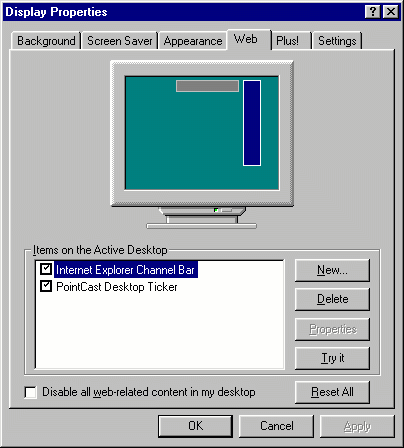 Display Properties
Background Screen Saver Appearance Web Plus! Settings
Items on the Active Desktop
Internet Explorer Channel Bar
PointCast Desktop Ticker
New...
Delete
Properties
Try it
Disable all web-related content in my desktop
Reset All
OK Cancel Apply